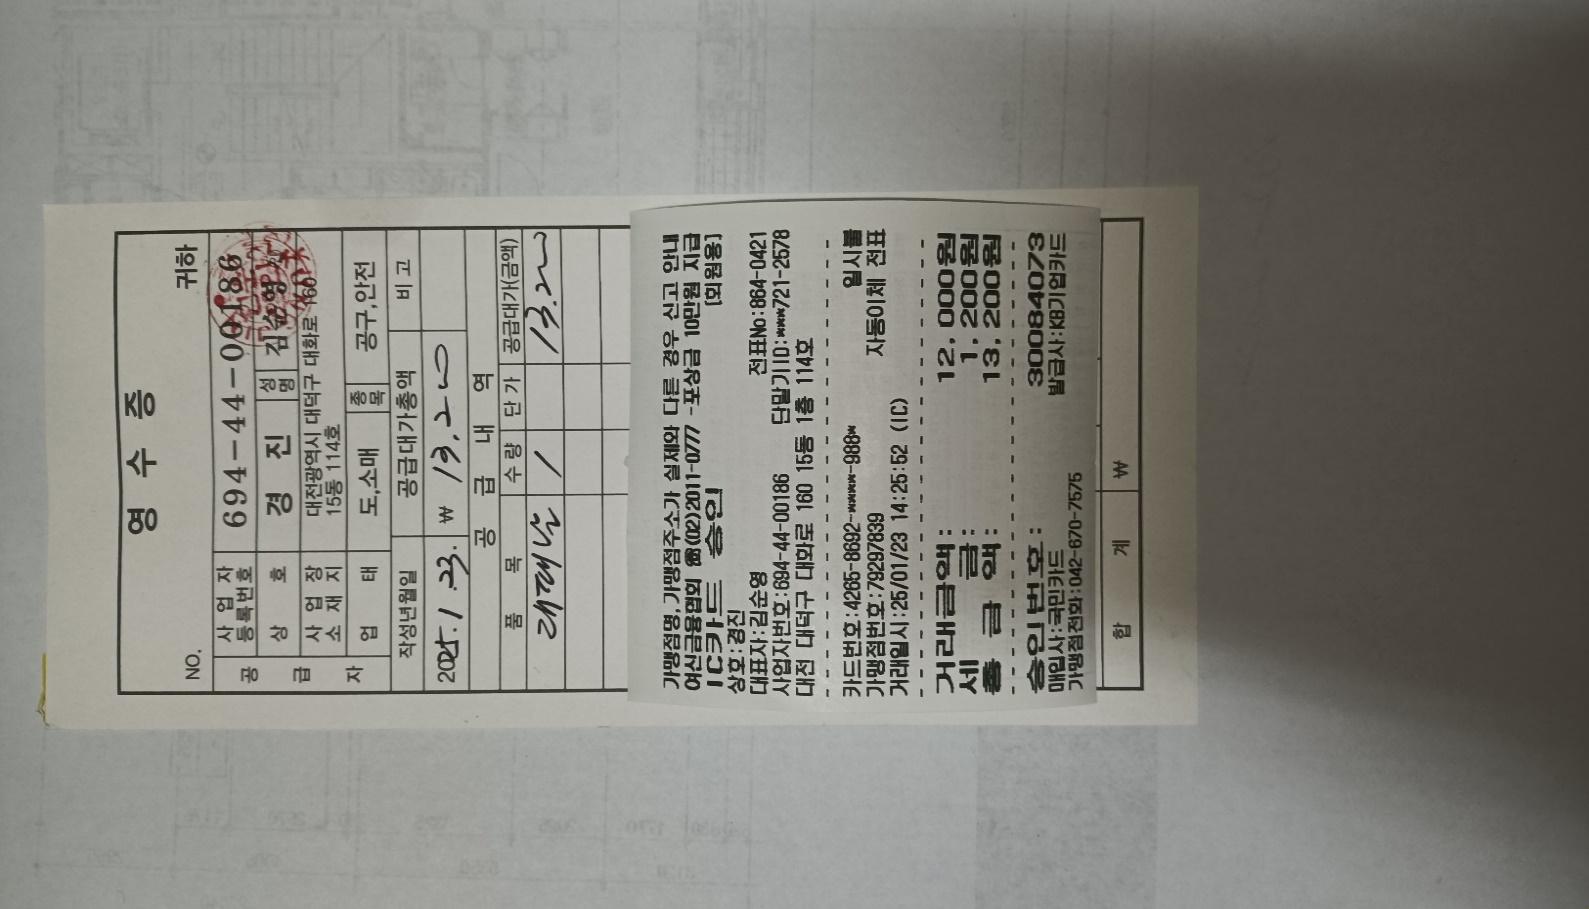 영 수 증
NO. 귀하
공 급 자
사 업 자 등록번호 694-44-00186
상 호 경 진 성명 김순영
사 업 장 소 재 지 대전광역시 대덕구 대화로 160
15동 114호
업 태 도,소매 종목 공구,안전
작성년월일 공급대가총액 비 고
2025. 1. 23. ₩ 13,200
공 급 내 역
품 목 수 량 단 가 공급대가(금액)
1 13,200
가맹점명,가맹점주소가 실제와 다른 경우 신고 안내
여신금융협회 ☎(02)2011-0777 -포상금 10만원 지급
IC카드 승인 [회원용]
상호:경진
대표자:김순영 전표No:864-0421
사업자번호:694-44-00186 단말기ID:***721-2578
대전 대덕구 대화로 160 15동 1층 114호
카드번호:4265-8692-****-988* 일시불
가맹점번호:79297839 자동이체 전표
거래일시:25/01/23 14:25:52 (IC)
거래금액: 12,000원
세 금: 1,200원
총 금 액: 13,200원
승인번호: 30084073
매입사:국민카드 발급사:KB기업카드
가맹점전화:042-670-7575
합 계 ₩